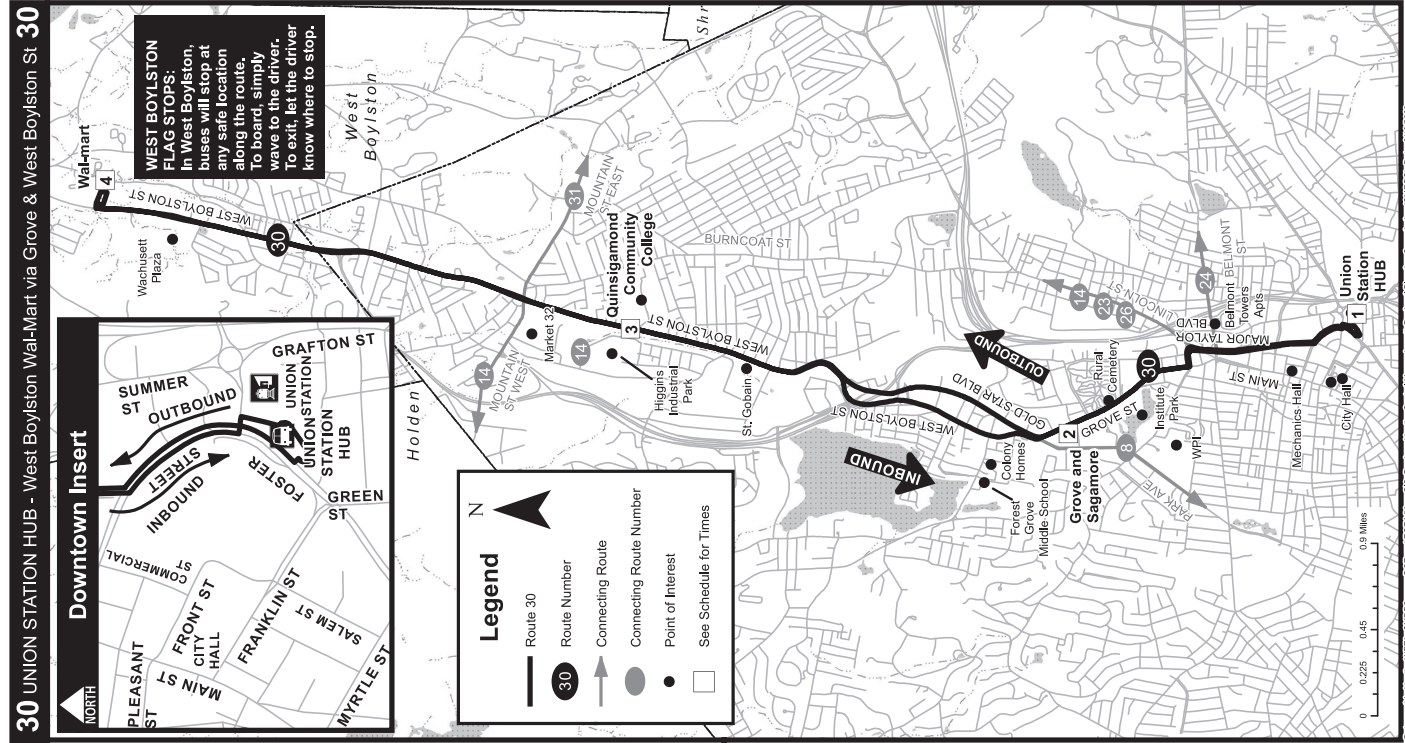 30 UNION STATION HUB - West Boylston Wal-Mart via Grove & West Boylston St 30
Downtown Insert
NORTH
PLEASANT
ST
MAIN ST
CITY
HALL
FRONT ST
COMMERCIAL
ST
FRANKLIN ST
SALEM ST
MYRTLE ST
SUMMER
ST
OUTBOUND
INBOUND
FOSTER
STREET
GREEN
ST
GRAFTON ST
UNION
STATION
UNION
STATION
HUB
WEST BOYLSTON
FLAG STOPS:
In West Boylston,
buses will stop at
any safe location
along the route.
To board, simply
wave to the driver.
To exit, let the driver
know where to stop.
Legend
N
Route 30
30
Route Number
Connecting Route
Connecting Route Number
Point of Interest
See Schedule for Times
Wal-mart
4
WEST BOYLSTON ST
Wachusett
Plaza
30
West
Boylston
Shr
Holden
31
MOUNTAIN
ST EAST
14
MOUNTAIN
ST WEST
Market 32
14
Quinsigamond
Community
College
3
BURNCOAT ST
Higgins
Industrial
Park
WEST BOYLSTON ST
St. Gobain
WEST BOYLSTON ST
GOLD STAR BLVD
OUTBOUND
INBOUND
Colony
Homes
Forest
Grove
Middle School
Grove and
Sagamore
2
GROVE ST
Rural
Cemetery
8
PARK AVE
30
Institute
Park
WPI
14
23
26
LINCOLN ST
24
BELMONT
ST
Belmont
Towers
Apts
MAJOR TAYLOR
BLVD
MAIN ST
Mechanics Hall
City Hall
1
Union
Station
HUB
0
0.225
0.45
0.9 Miles